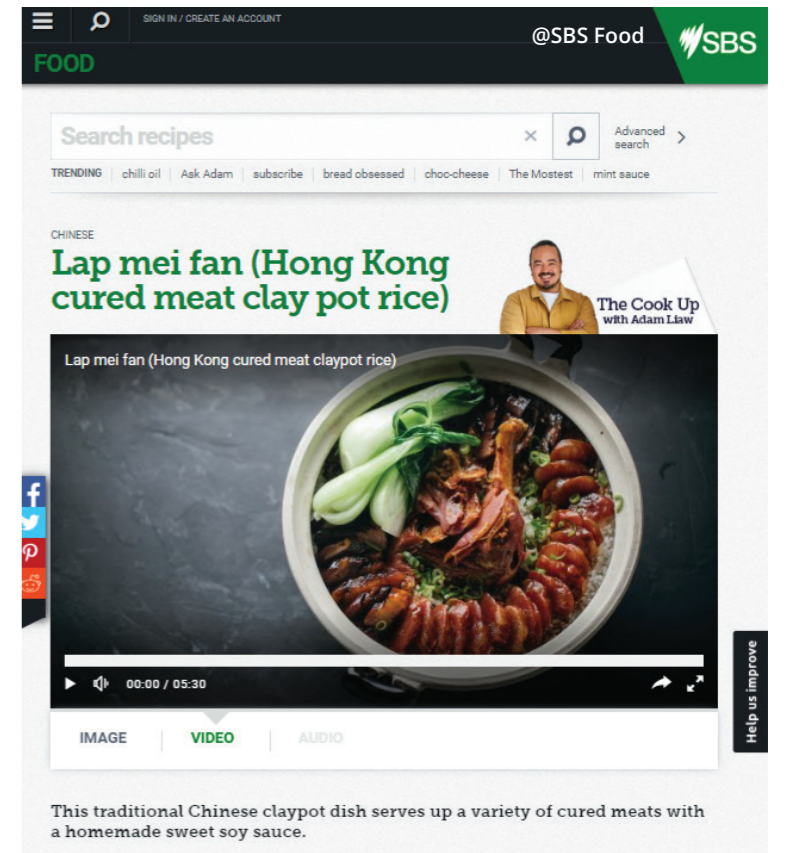 SIGN IN / CREATE AN ACCOUNT
@SBS Food
SBS
FOOD
Search recipes
Advanced
search
TRENDING chilli oil Ask Adam subscribe bread obsessed choc-cheese The Mostest mint sauce
CHINESE
Lap mei fan (Hong Kong
cured meat clay pot rice)
The Cook Up
with Adam Liaw
Lap mei fan (Hong Kong cured meat claypot rice)
00:00 / 05:30
Help us improve
IMAGE VIDEO AUDIO
This traditional Chinese claypot dish serves up a variety of cured meats with
a homemade sweet soy sauce.